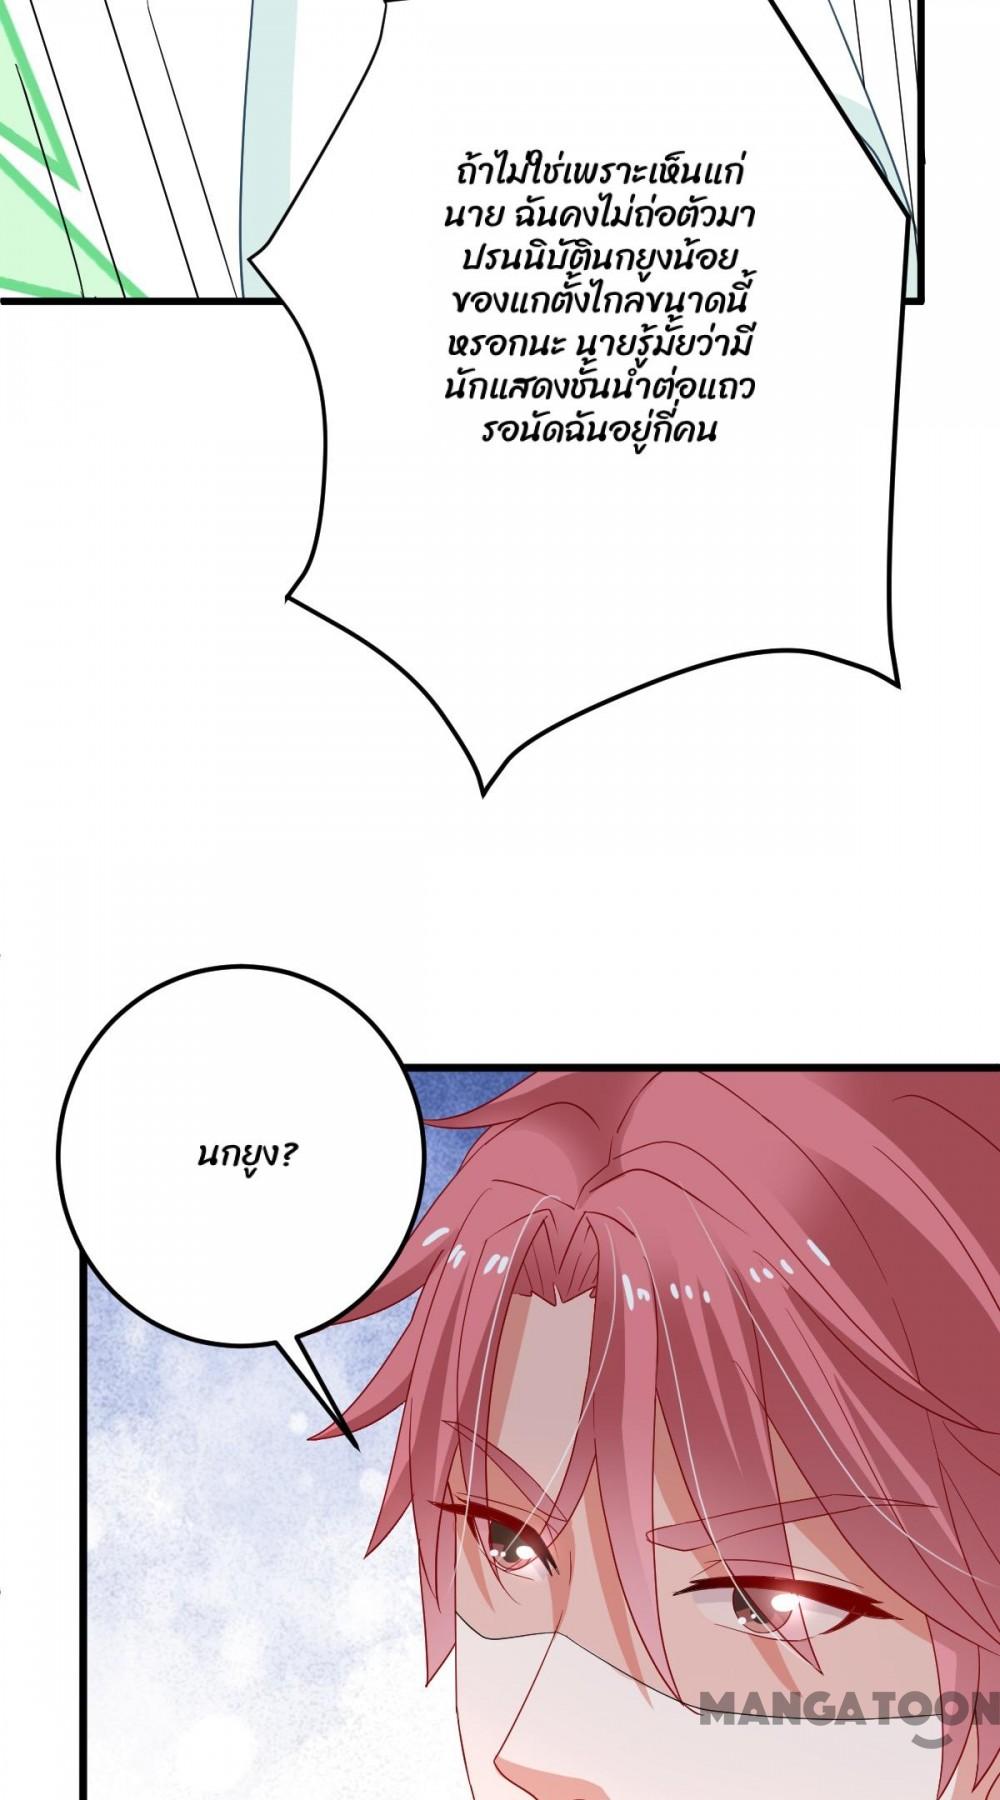 ถ้าไม่ใช่เพราะเห็นแก่
นาย ฉันคงไม่ถ่อตัวมา
ปรนนิบัตินกยูงน้อย
ของแกตั้งไกลขนาดนี้
หรอกนะ นายรู้มั้ยว่ามี
นักแสดงชั้นนำต่อแถว
รอนัดฉันอยู่กี่คน
นกยูง?
MANGATOON